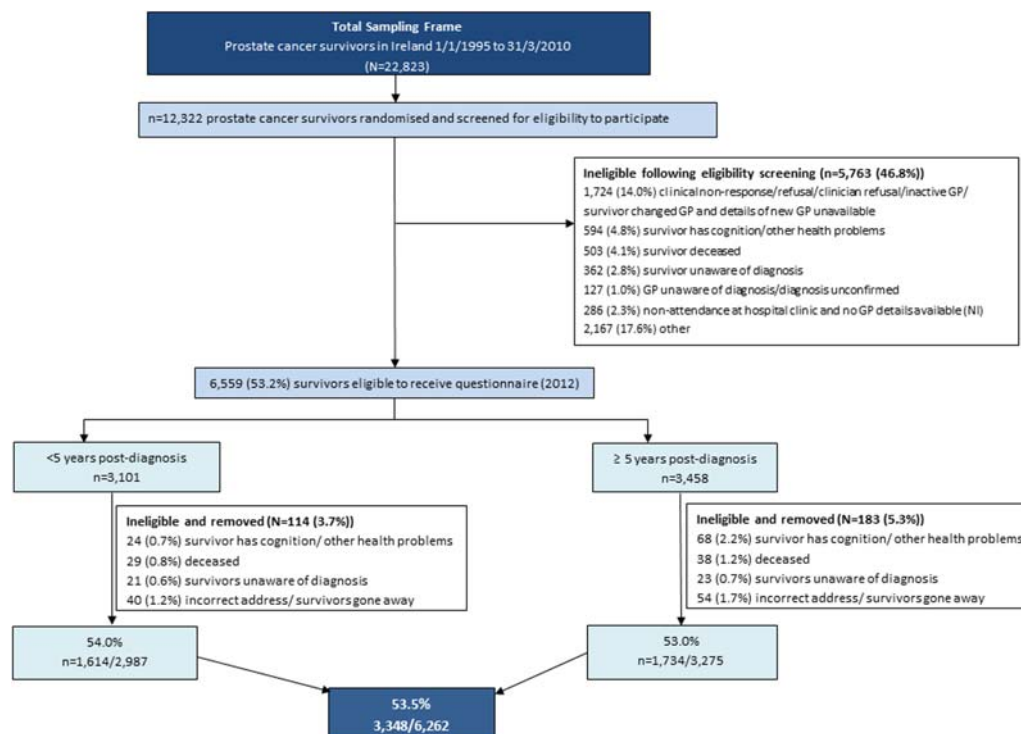 Total Sampling Frame
Prostate cancer survivors in Ireland 1/1/1995 to 31/3/2010
(N=22,823)
n=12,322 prostate cancer survivors randomised and screened for eligibility to participate
Ineligible following eligibility screening (n=5,763 (46.8%))
1,724 (14.0%) clinical non-response/refusal/clinician refusal/inactive GP/
survivor changed GP and details of new GP unavailable
594 (4.8%) survivor has cognition/other health problems
503 (4.1%) survivor deceased
362 (2.8%) survivor unaware of diagnosis
127 (1.0%) GP unaware of diagnosis/diagnosis unconfirmed
286 (2.3%) non-attendance at hospital clinic and no GP details available (NI)
2,167 (17.6%) other
6,559 (53.2%) survivors eligible to receive questionnaire (2012)
<5 years post-diagnosis
n=3,101
≥ 5 years post-diagnosis
n=3,458
Ineligible and removed (N=114 (3.7%))
24 (0.7%) survivor has cognition/ other health problems
29 (0.8%) deceased
21 (0.6%) survivors unaware of diagnosis
40 (1.2%) incorrect address/ survivors gone away
Ineligible and removed (N=183 (5.3%))
68 (2.2%) survivor has cognition/ other health problems
38 (1.2%) deceased
23 (0.7%) survivors unaware of diagnosis
54 (1.7%) incorrect address/ survivors gone away
54.0%
n=1,614/2,987
53.0%
n=1,734/3,275
53.5%
3,348/6,262